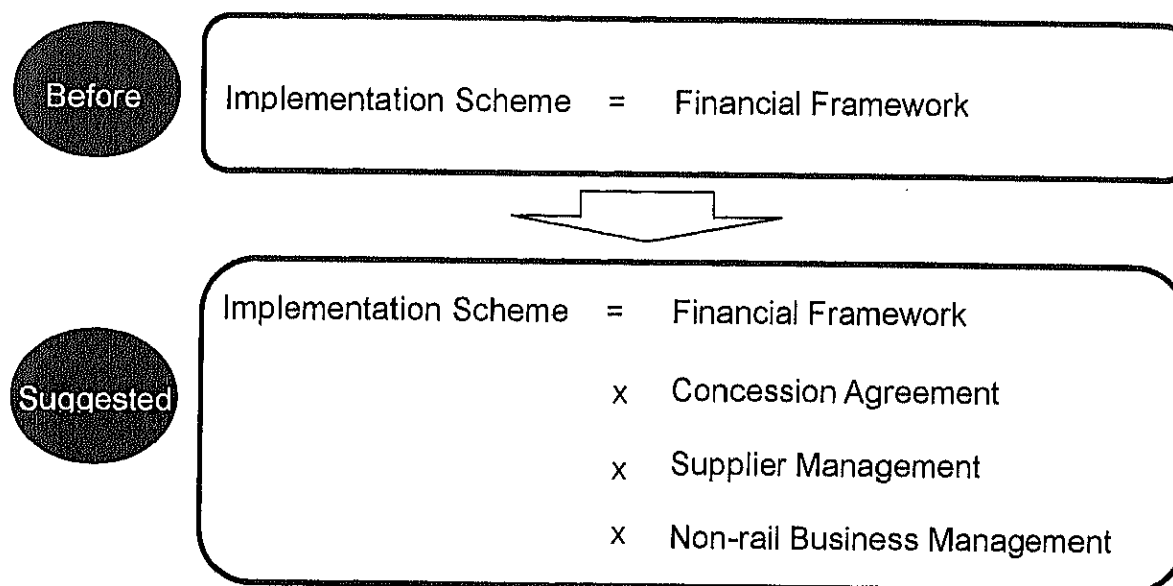 Before
Implementation Scheme = Financial Framework
Implementation Scheme = Financial Framework
Suggested
x Concession Agreement
x Supplier Management
x Non-rail Business Management